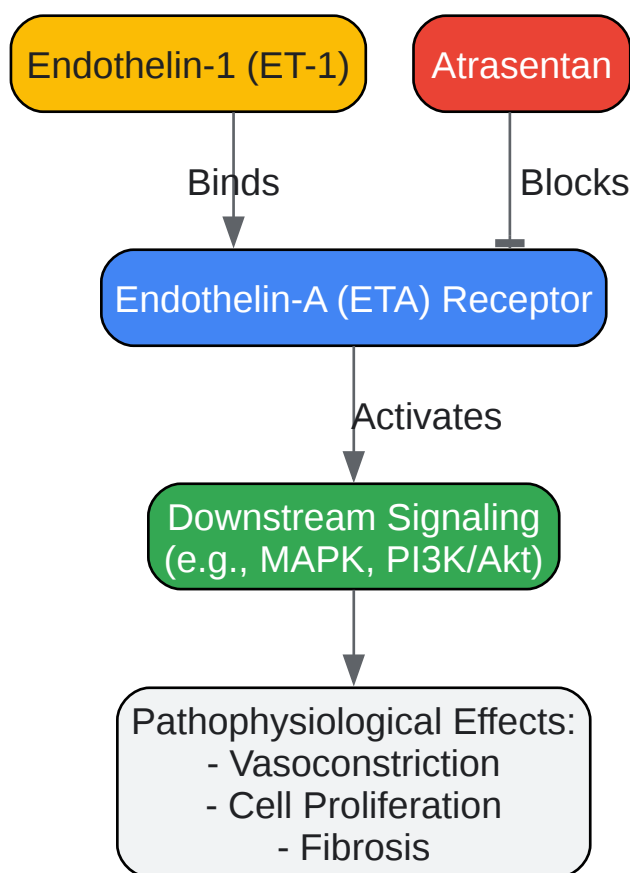 Endothelin-1 (ET-1)
Atrasentan
Binds
Blocks
Endothelin-A (ETA) Receptor
Activates
Downstream Signaling
(e.g., MAPK, PI3K/Akt)
Pathophysiological Effects:
- Vasoconstriction
- Cell Proliferation
- Fibrosis